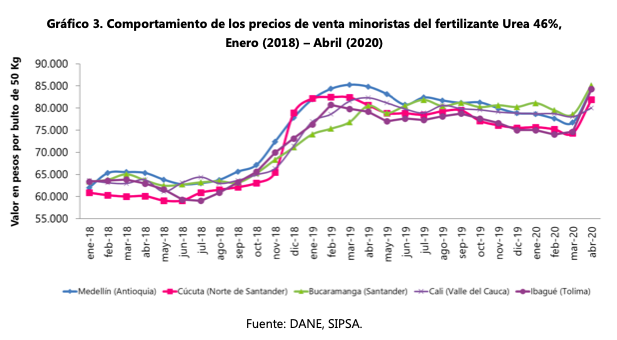 Gráfico 3. Comportamiento de los precios de venta minoristas del fertilizante Urea 46%,
Enero (2018) – Abril (2020)
Valor en pesos por bulto de 50 Kg
90.000
85.000
80.000
75.000
70.000
65.000
60.000
55.000
ene-18
feb-18
mar-18
abr-18
may-18
jun-18
jul-18
ago-18
sep-18
oct-18
nov-18
dic-18
ene-19
feb-19
mar-19
abr-19
may-19
jun-19
jul-19
ago-19
sep-19
oct-19
nov-19
dic-19
ene-20
feb-20
mar-20
abr-20
Medellín (Antioquia)
Cúcuta (Norte de Santander)
Bucaramanga (Santander)
Cali (Valle del Cauca)
Ibagué (Tolima)
Fuente: DANE, SIPSA.